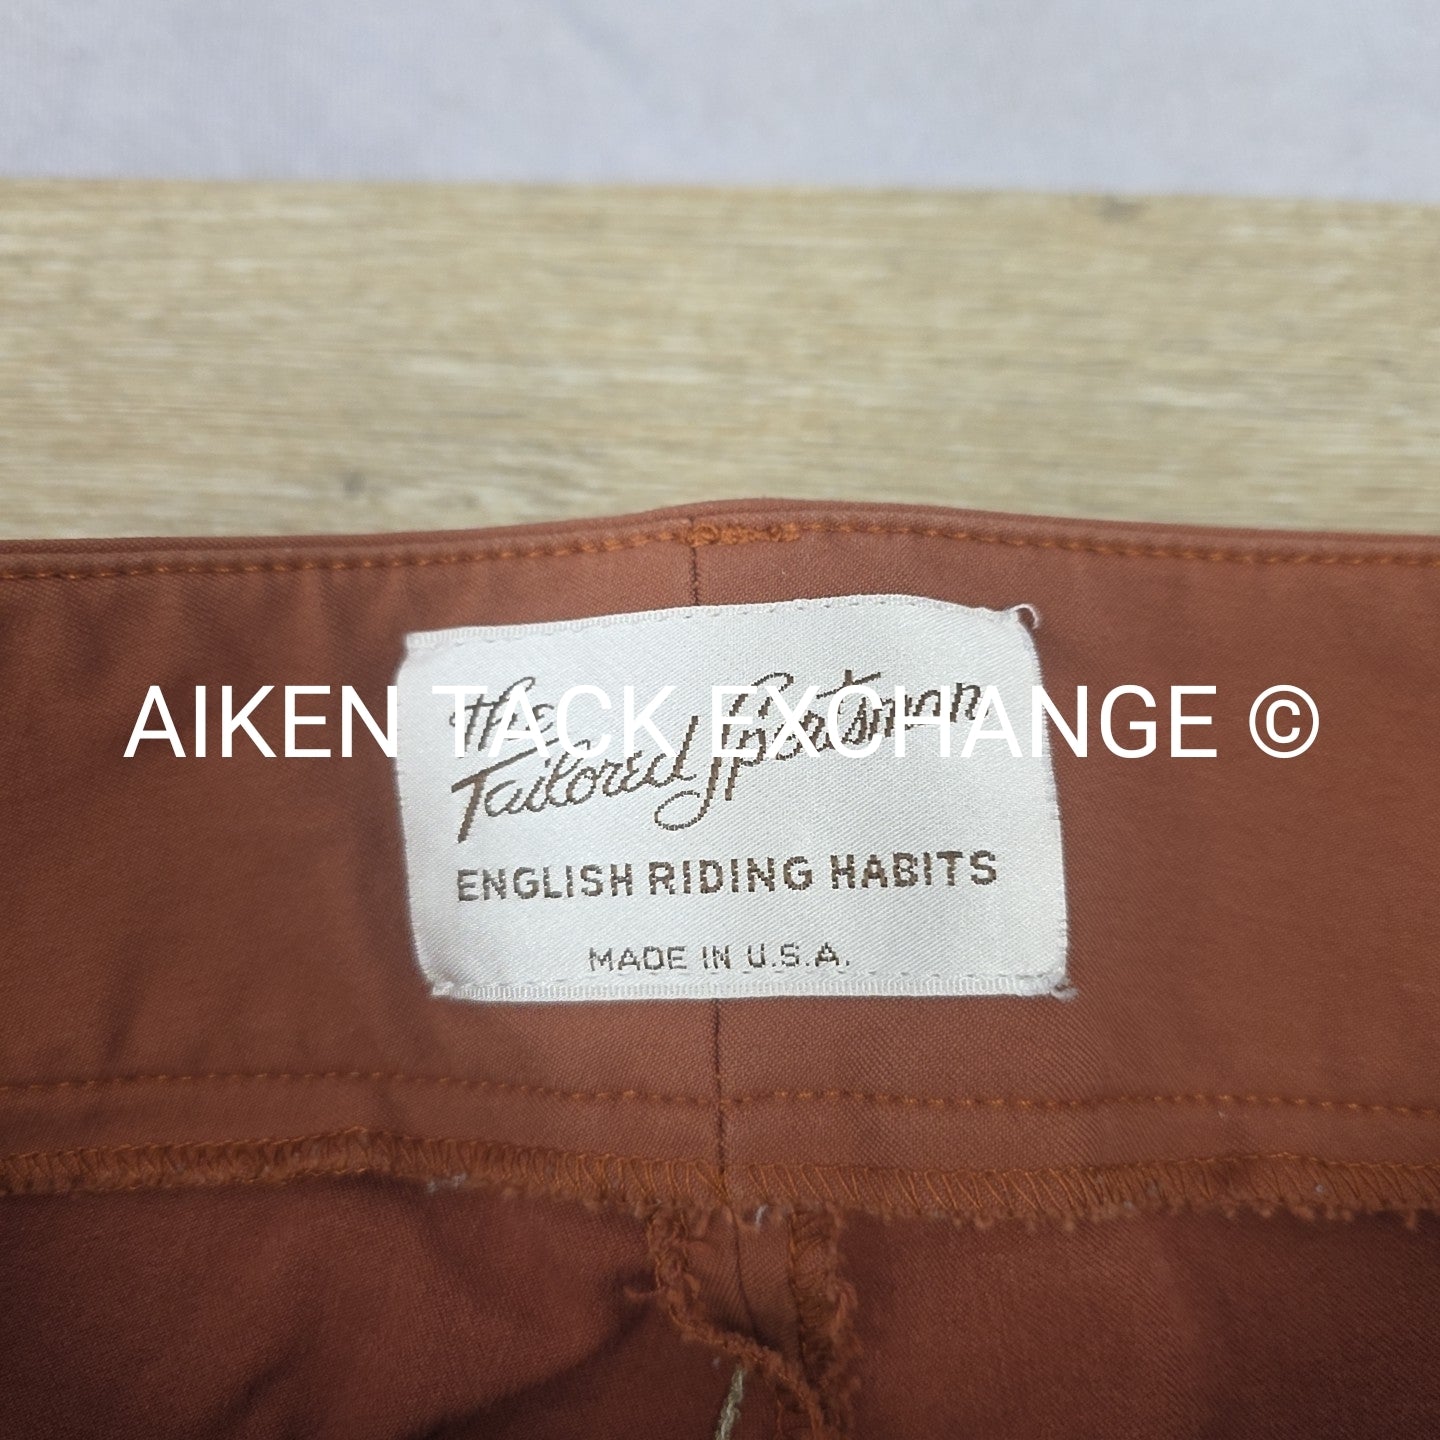 AIKEN TACK EXCHANGE ©
The
Tailored Sportsman
ENGLISH RIDING HABITS
MADE IN U.S.A.